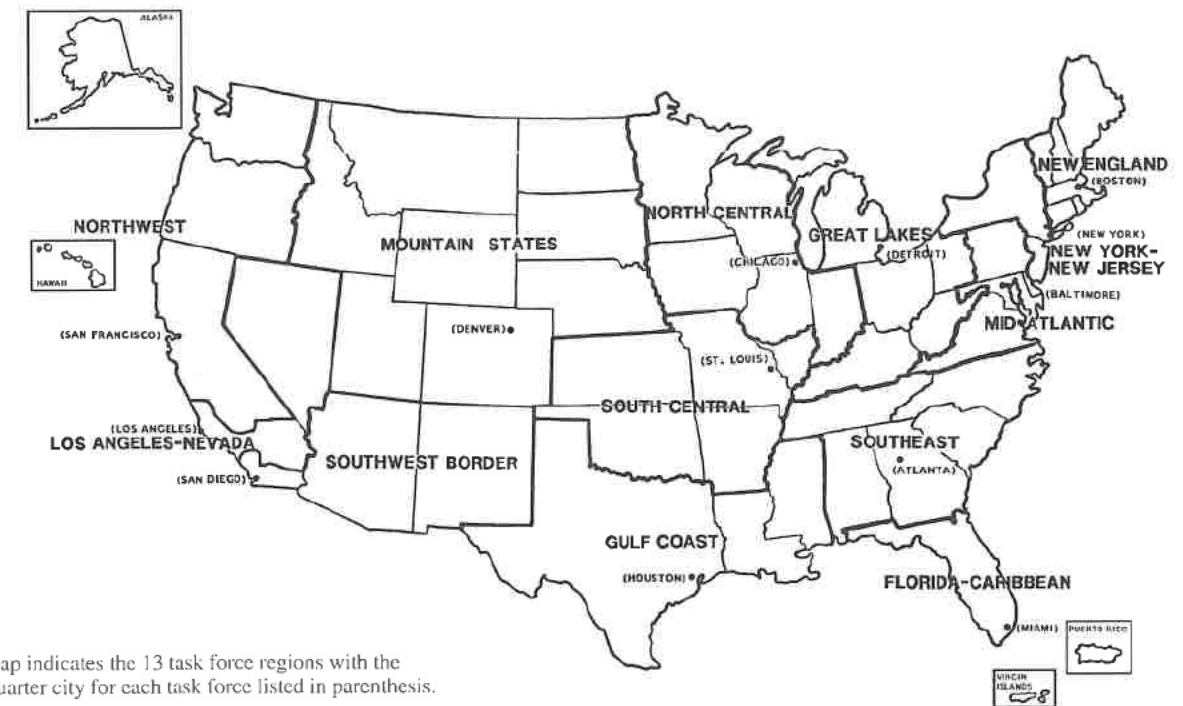 ALASKA
NEW ENGLAND
(BOSTON)
NORTHWEST
NORTH CENTRAL
GREAT LAKES
(NEW YORK)
MOUNTAIN STATES
(CHICAGO)
(DETROIT)
NEW YORK-
NEW JERSEY
HAWAII
(BALTIMORE)
(SAN FRANCISCO)
(DENVER)
MID-ATLANTIC
(ST. LOUIS)
SOUTH CENTRAL
(LOS ANGELES)
LOS ANGELES-NEVADA
SOUTHWEST BORDER
SOUTHEAST
(ATLANTA)
(SAN DIEGO)
GULF COAST
(HOUSTON)
FLORIDA-CARIBBEAN
(MIAMI)
PUERTO RICO
VIRGIN
ISLANDS
ap indicates the 13 task force regions with the
uarter city for each task force listed in parenthesis.